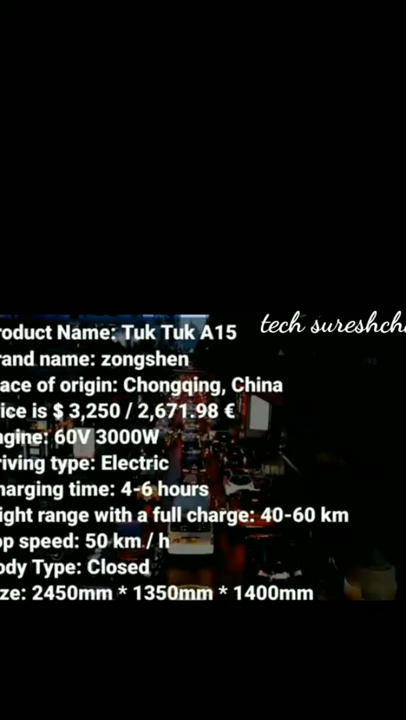 roduct Name: Tuk Tuk A15
tech sureshch
rand name: zongshen
ace of origin: Chongqing, China
ice is $ 3,250 / 2,671.98 €
ngine: 60V 3000W
riving type: Electric
harging time: 4-6 hours
ight range with a full charge: 40-60 km
op speed: 50 km / h
ody Type: Closed
ze: 2450mm * 1350mm * 1400mm